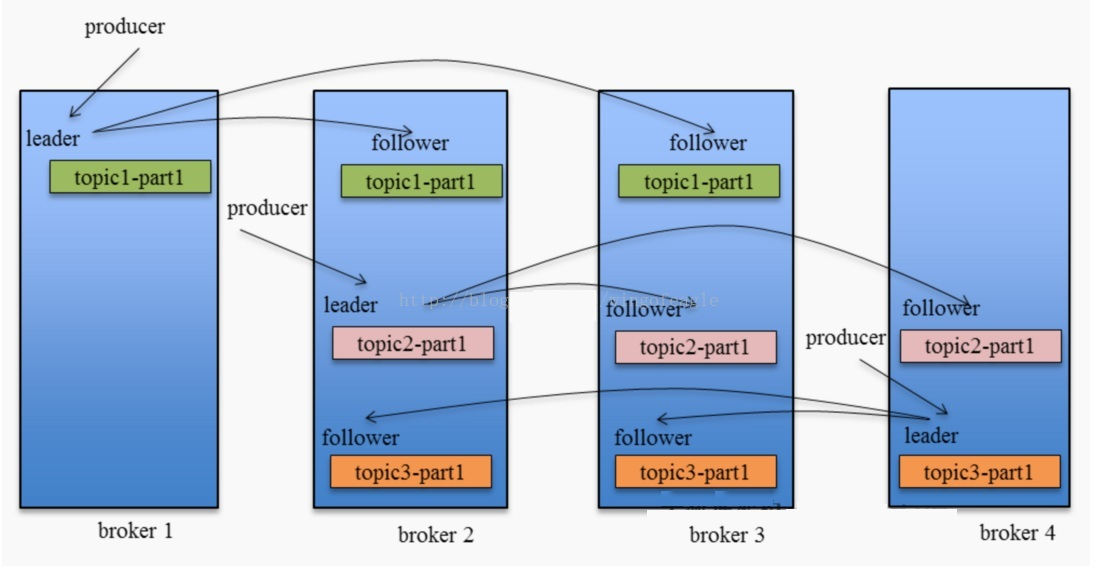 producer
leader
follower
follower
topic1-part1
topic1-part1
topic1-part1
producer
leader
http://blog
follower
follower
topic2-part1
topic2-part1
producer
topic2-part1
follower
follower
leader
topic3-part1
topic3-part1
topic3-part1
broker 1
broker 2
broker 3
broker 4